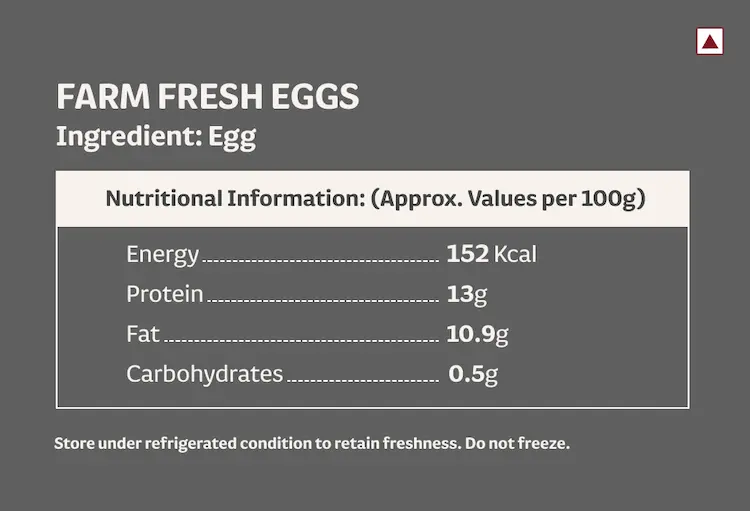 FARM FRESH EGGS
Ingredient: Egg
Nutritional Information: (Approx. Values per 100g)
Energy 152 Kcal
Protein 13g
Fat 10.9g
Carbohydrates 0.5g
Store under refrigerated condition to retain freshness. Do not freeze.